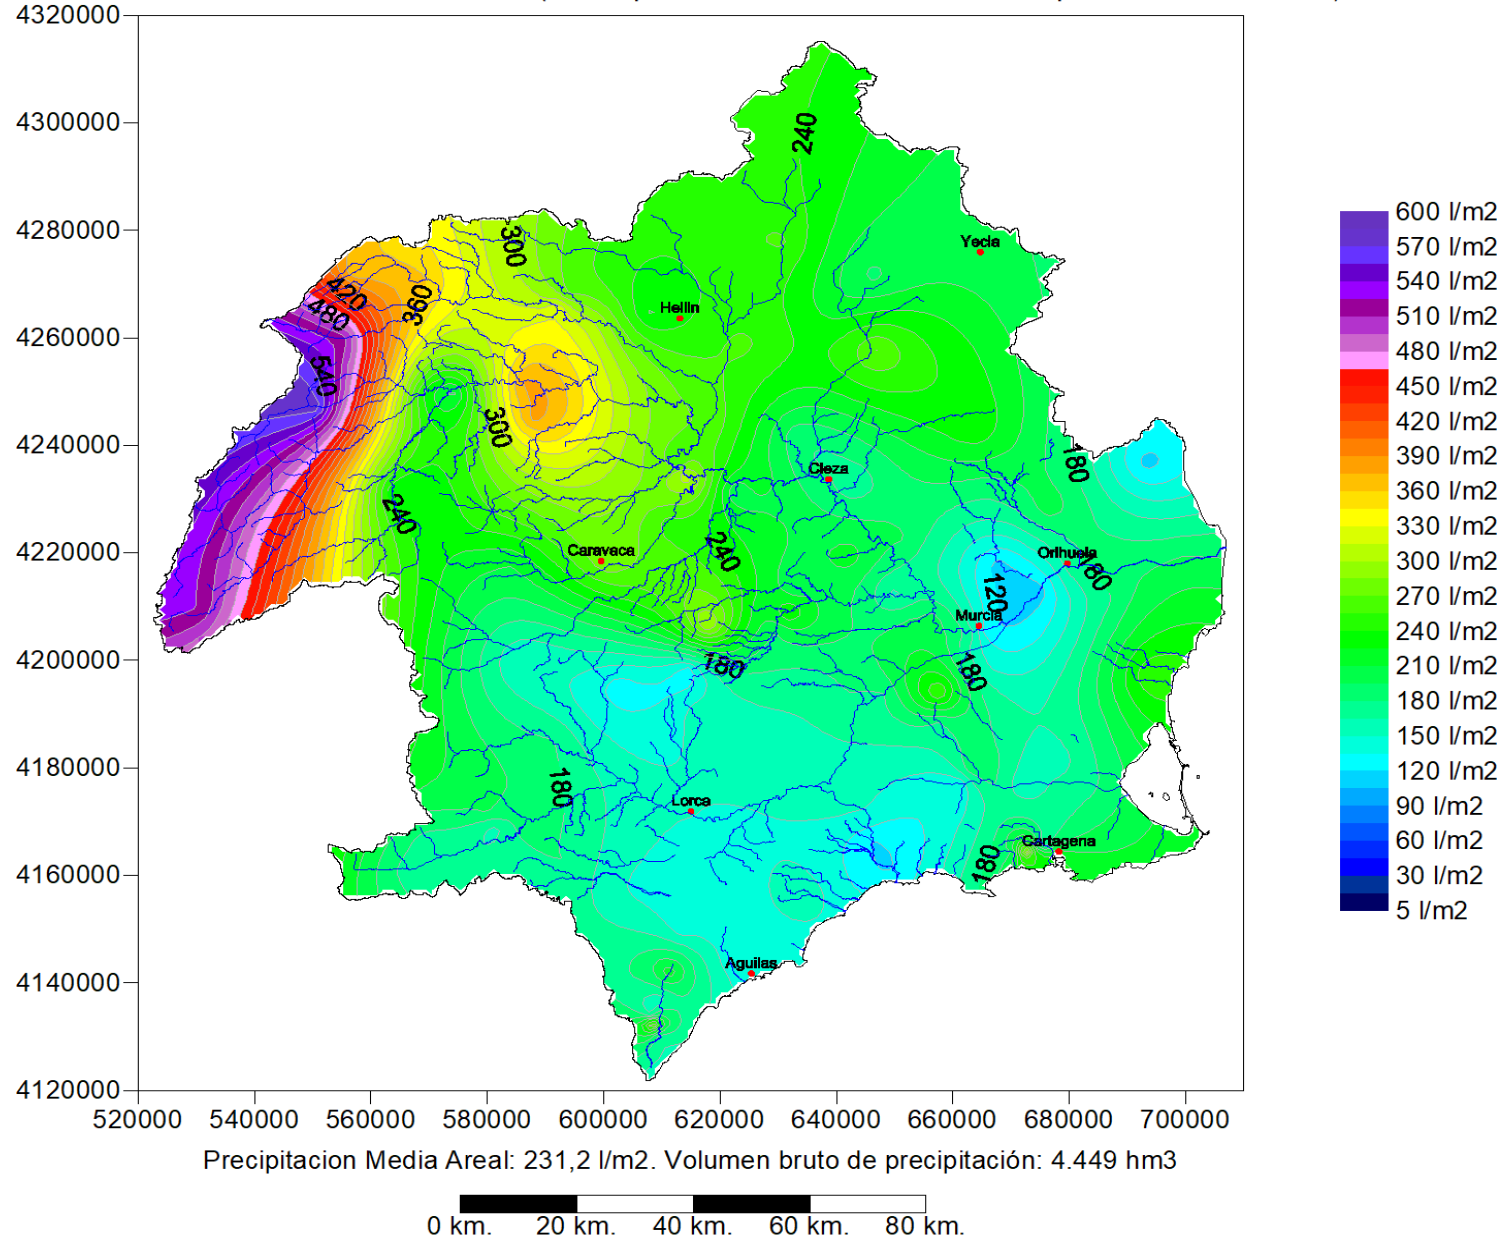 4320000
4300000
4280000
4260000
4240000
4220000
4200000
4180000
4160000
4140000
4120000
520000 540000 560000 580000 600000 620000 640000 660000 680000 700000
240
300
Yecla
420
360
480
Hellin
540
300
Cieza
180
240
Caravaca
240
Orihuela
180
120
Murcia
180
180
180
Lorca
Cartagena
180
Aguilas
600 l/m2
570 l/m2
540 l/m2
510 l/m2
480 l/m2
450 l/m2
420 l/m2
390 l/m2
360 l/m2
330 l/m2
300 l/m2
270 l/m2
240 l/m2
210 l/m2
180 l/m2
150 l/m2
120 l/m2
90 l/m2
60 l/m2
30 l/m2
5 l/m2
Precipitacion Media Areal: 231,2 l/m2. Volumen bruto de precipitación: 4.449 hm3
0 km. 20 km. 40 km. 60 km. 80 km.